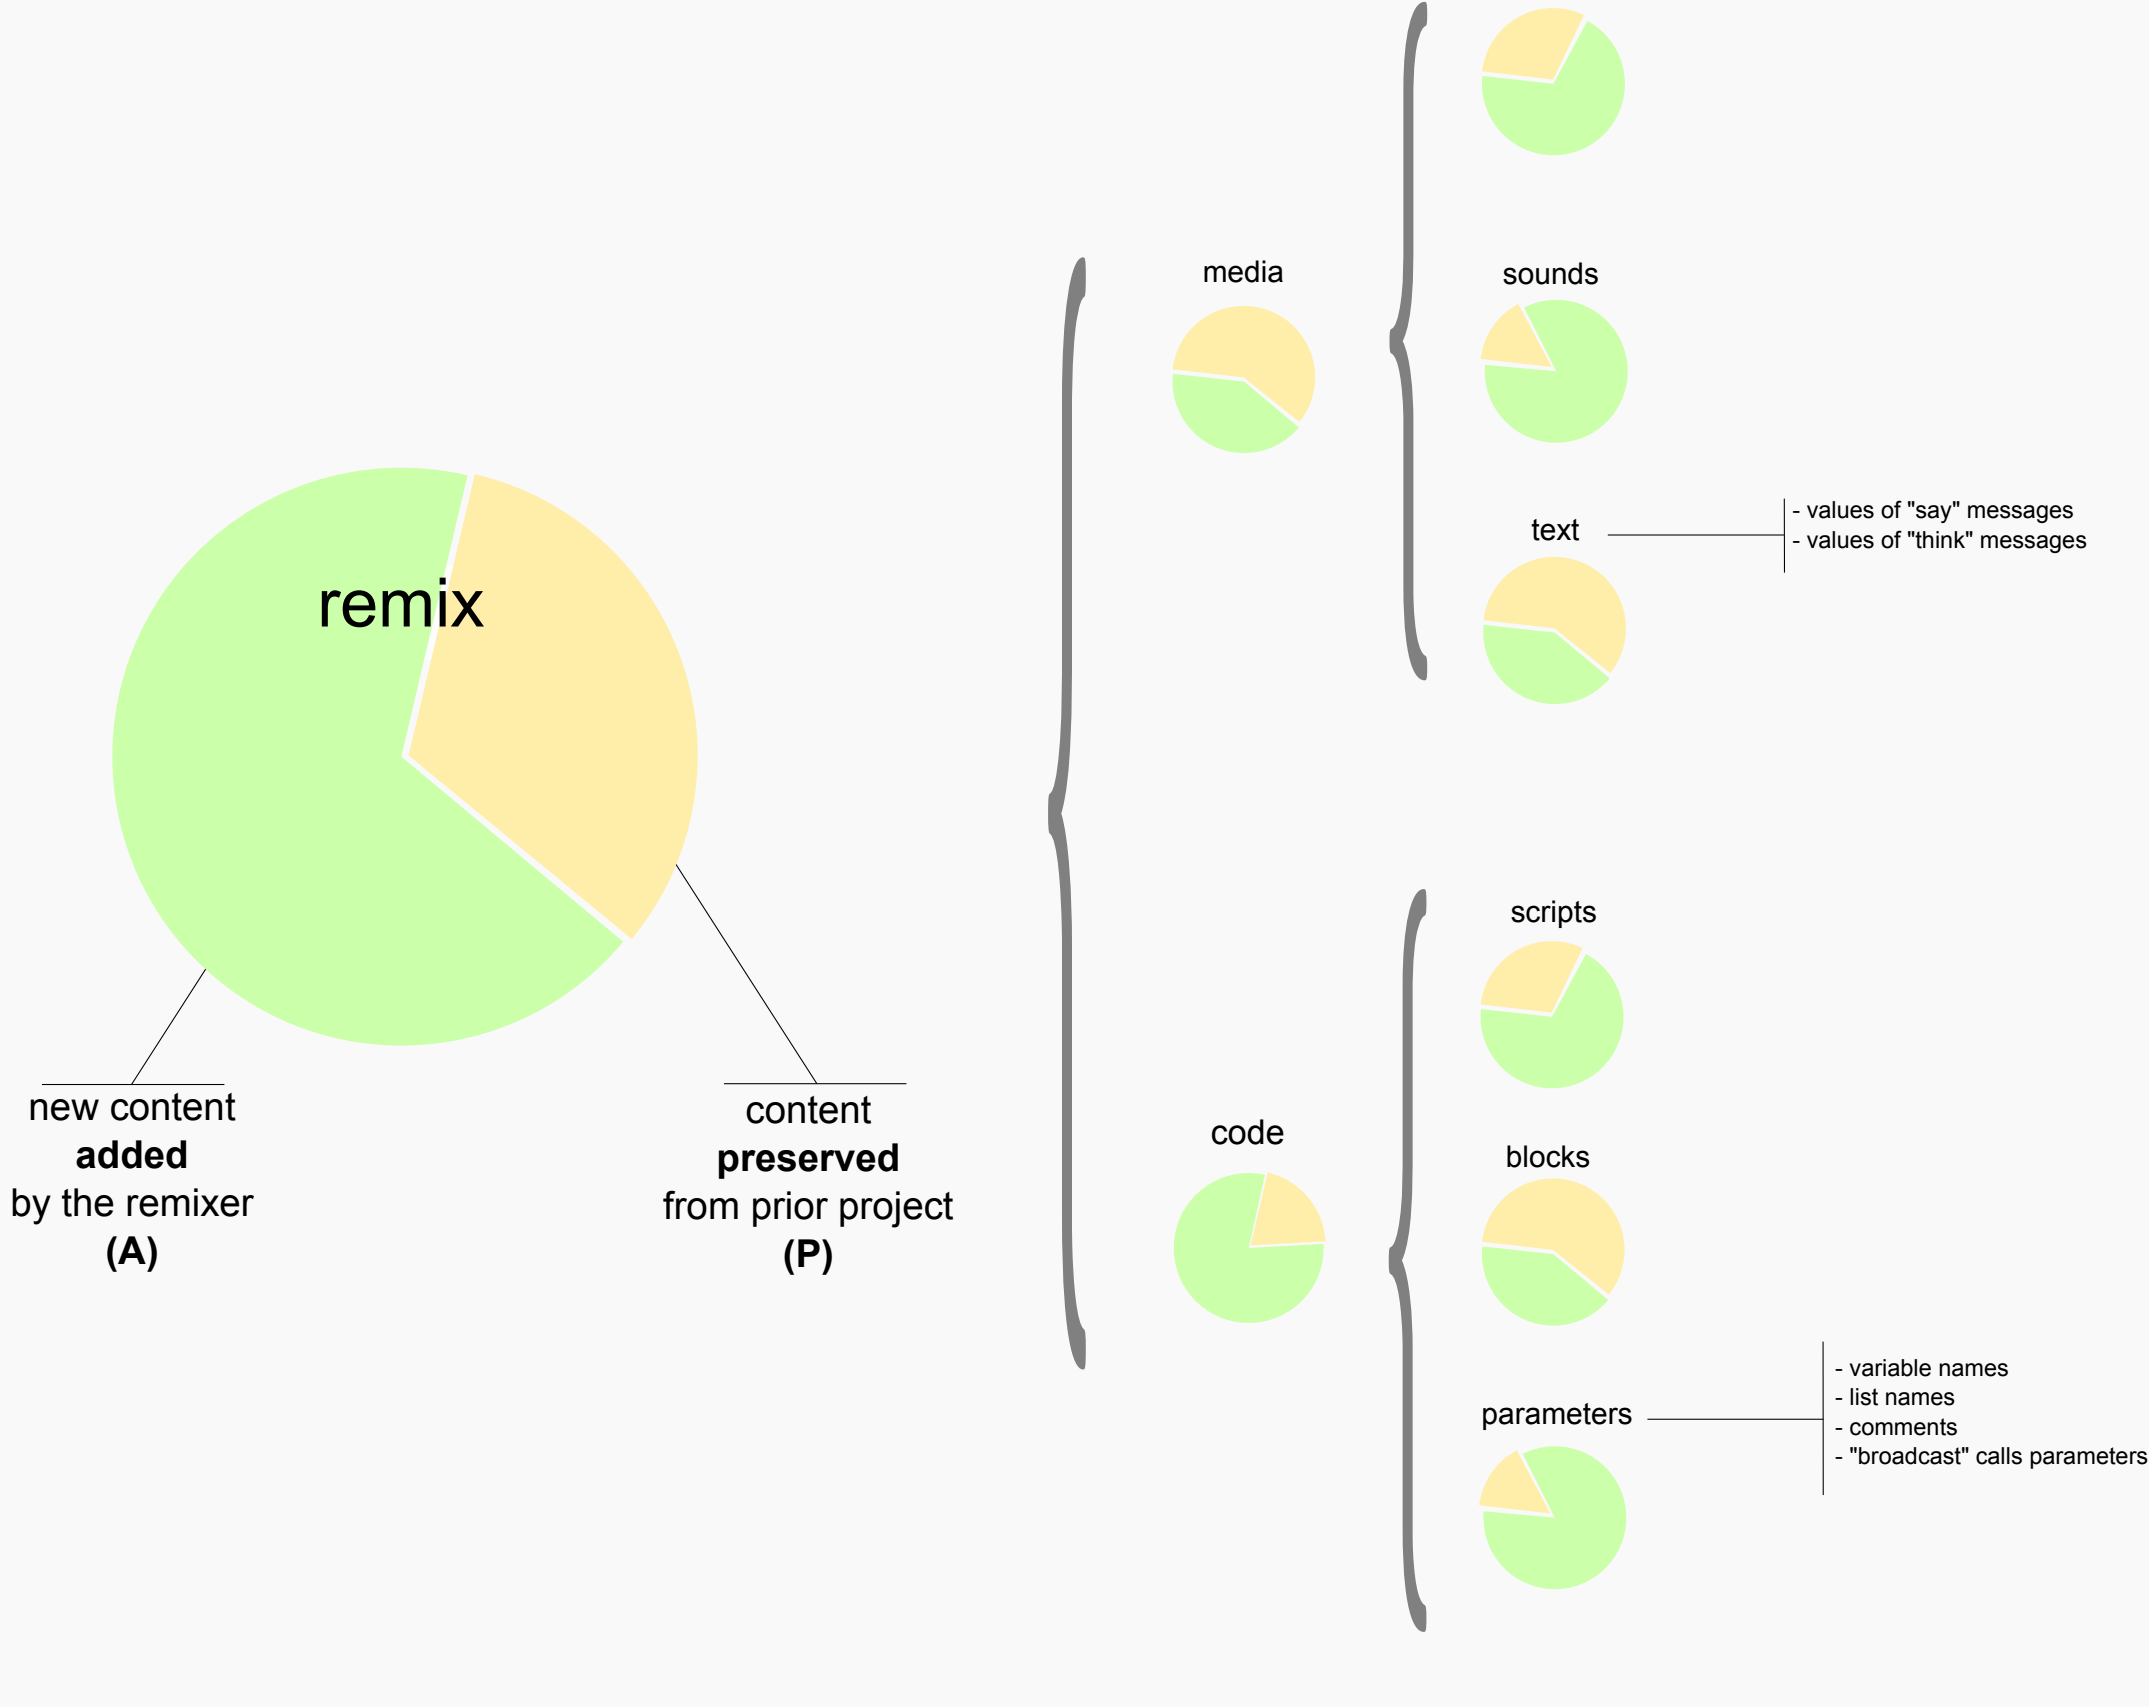 remix
new content
added
by the remixer
(A)
content
preserved
from prior project
(P)
media
code
sounds
text
- values of "say" messages
- values of "think" messages
scripts
blocks
parameters
- variable names
- list names
- comments
- "broadcast" calls parameters